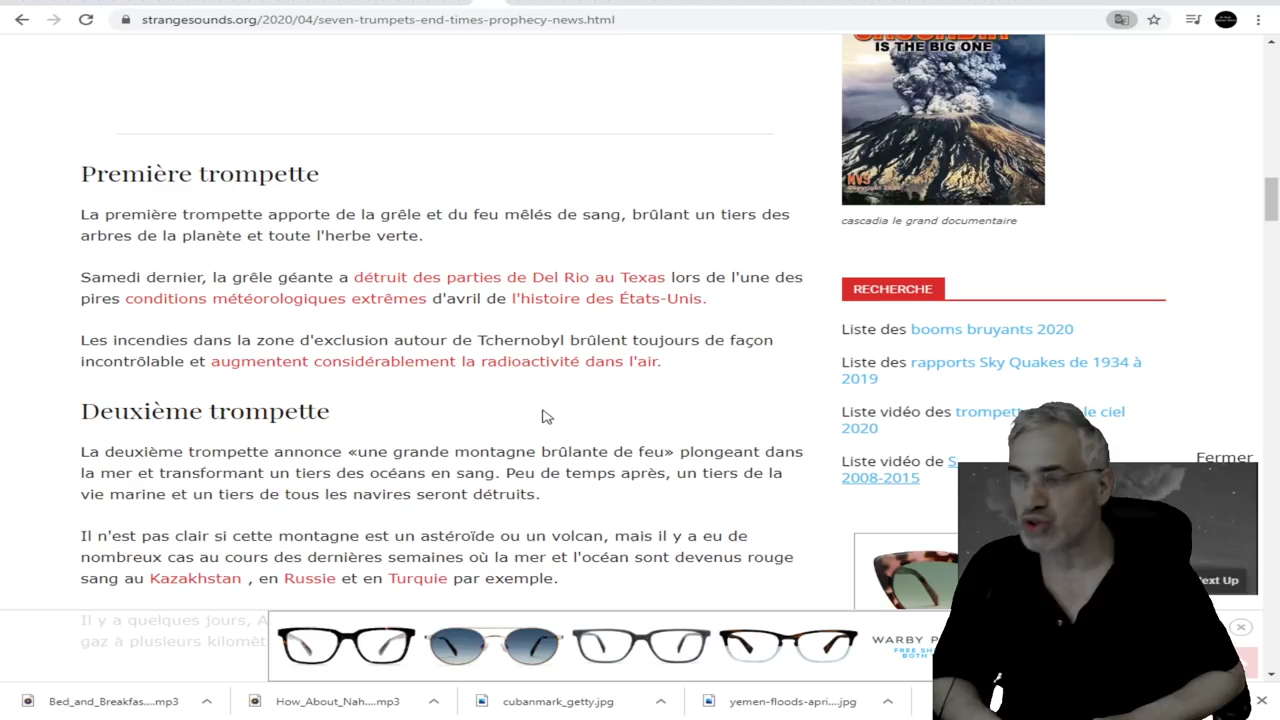 strangesounds.org/2020/04/seven-trumpets-end-times-prophecy-news.html
IS THE BIG ONE
cascadia le grand documentaire
Première trompette
La première trompette apporte de la grêle et du feu mêlés de sang, brûlant un tiers des
arbres de la planète et toute l'herbe verte.
Samedi dernier, la grêle géante a détruit des parties de Del Rio au Texas lors de l'une des
pires conditions météorologiques extrêmes d'avril de l'histoire des États-Unis.
Les incendies dans la zone d'exclusion autour de Tchernobyl brûlent toujours de façon
incontrôlable et augmentent considérablement la radioactivité dans l'air.
Deuxième trompette
La deuxième trompette annonce «une grande montagne brûlante de feu» plongeant dans
la mer et transformant un tiers des océans en sang. Peu de temps après, un tiers de la
vie marine et un tiers de tous les navires seront détruits.
Il n'est pas clair si cette montagne est un astéroïde ou un volcan, mais il y a eu de
nombreux cas au cours des dernières semaines où la mer et l'océan sont devenus rouge
sang au Kazakhstan , en Russie et en Turquie par exemple.
Il y a quelques jours, A
gaz à plusieurs kilomèt
RECHERCHE
Liste des booms bruyants 2020
Liste des rapports Sky Quakes de 1934 à
2019
Liste vidéo des trompett le ciel
2020
Liste vidéo de S
2008-2015
Fermer
ext Up
WARBY P
FREE SH
BOTH
Bed_and_Breakfas....mp3
How_About_Nah....mp3
cubanmark_getty.jpg
yemen-floods-apri....jpg